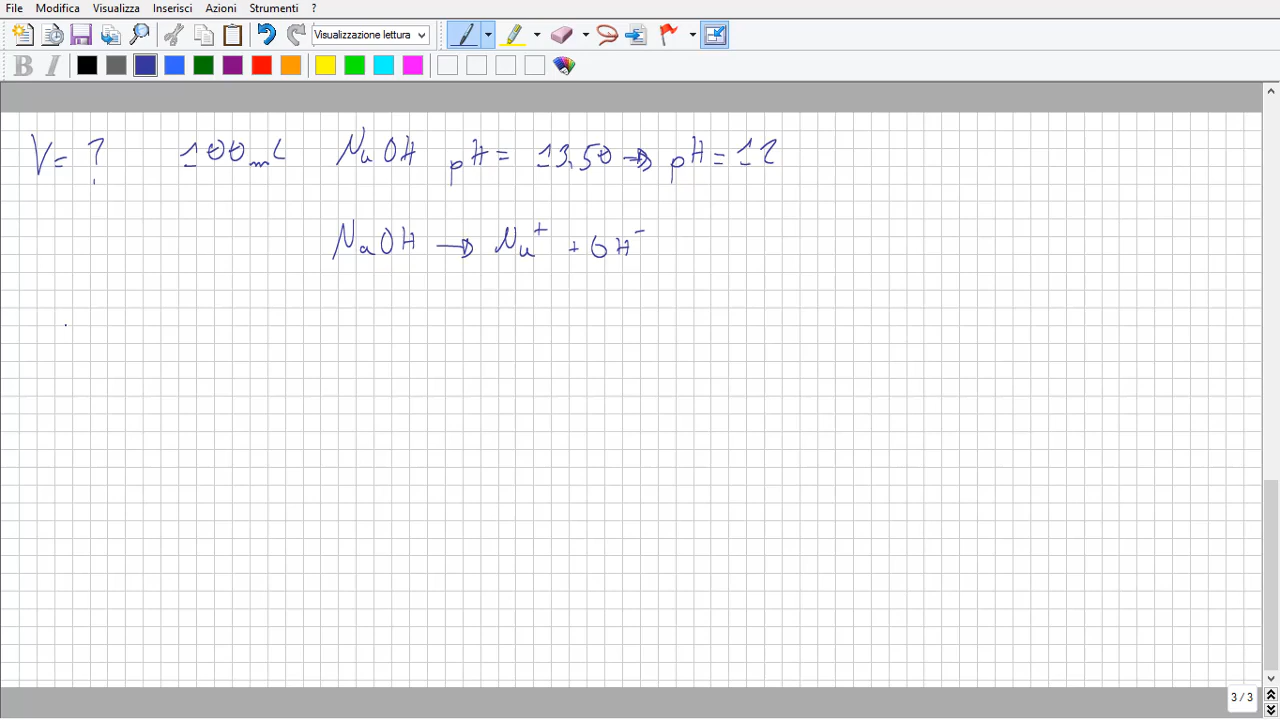 File Modifica Visualizza Inserisci Azioni Strumenti ?
Visualizzazione lettura
B I
V= ? 100 mL NaOH pH = 13,50 → pH = 12
NaOH → Na⁺ + OH⁻
3 / 3